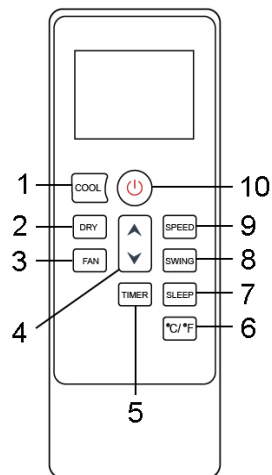 1 COOL 10
2 DRY SPEED 9
3 FAN SWING 8
4 TIMER SLEEP 7
°C/°F 6
5